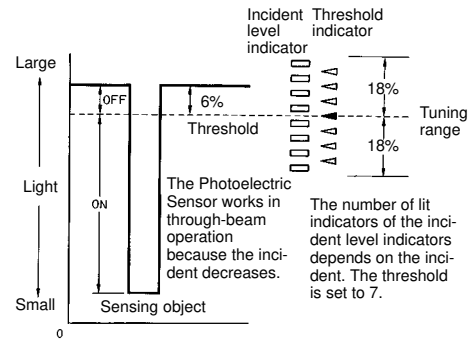 Incident level indicator
Threshold indicator
Large
OFF
6%
18%
Threshold
Tuning range
18%
Light
ON
The Photoelectric
Sensor works in
through-beam
operation
because the inci-
dent decreases.
The number of lit
indicators of the inci-
dent level indicators
depends on the inci-
dent. The threshold
is set to 7.
Small
Sensing object
0